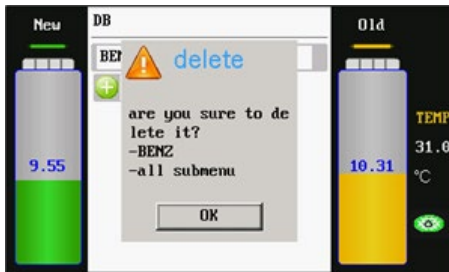 New
DB
Old
BEN
delete
are you sure to de
lete it?
-BENZ
-all submenu
OK
9.55
10.31
TEMP
31.0
°C